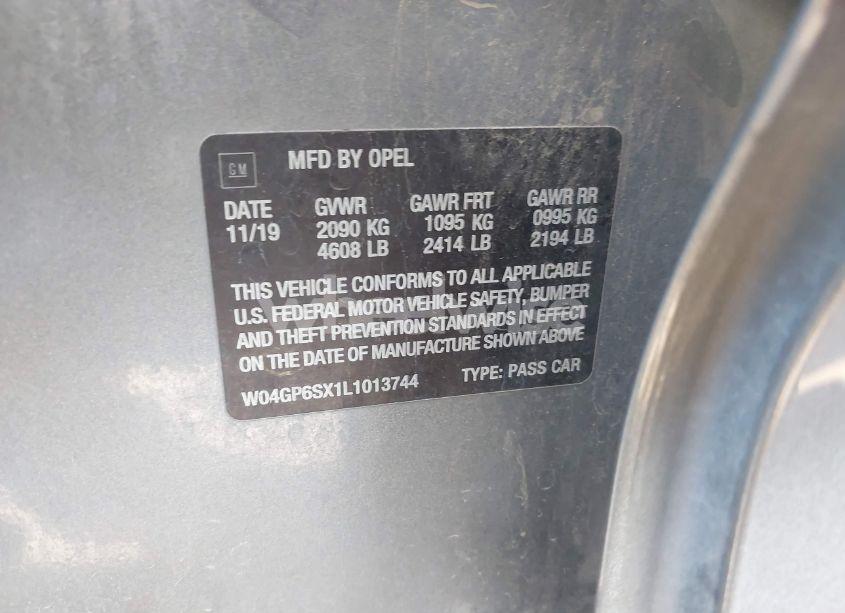 GM
MFD BY OPEL
DATE GVWR GAWR FRT GAWR RR
11/19 2090 KG 1095 KG 0995 KG
4608 LB 2414 LB 2194 LB
THIS VEHICLE CONFORMS TO ALL APPLICABLE
U.S. FEDERAL MOTOR VEHICLE SAFETY, BUMPER
AND THEFT PREVENTION STANDARDS IN EFFECT
ON THE DATE OF MANUFACTURE SHOWN ABOVE
W04GP6SX1L1013744 TYPE: PASS CAR